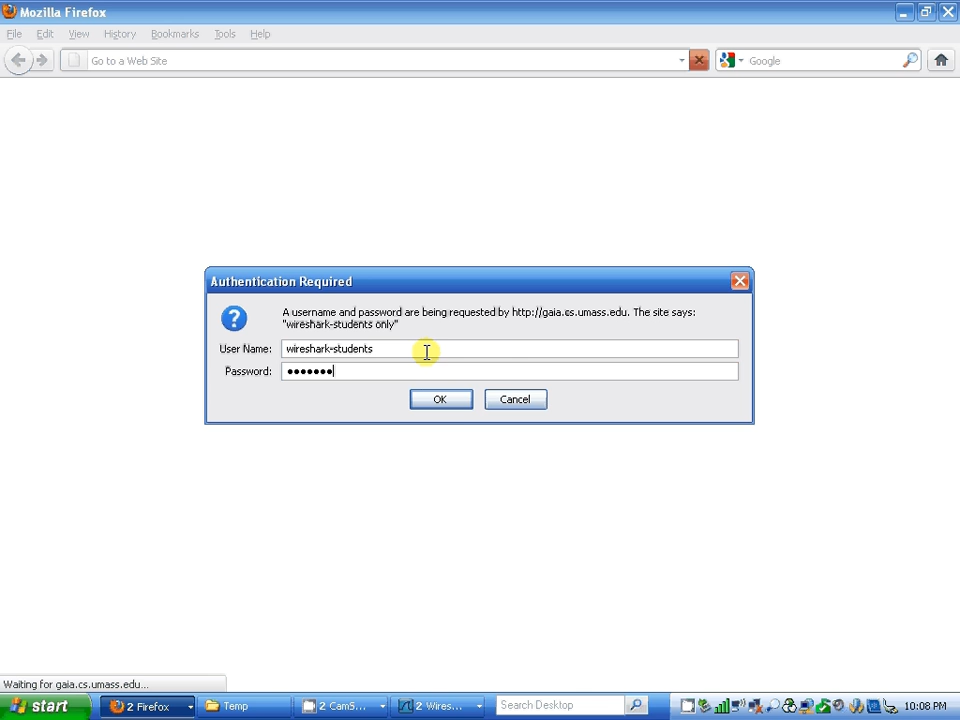 Mozilla Firefox
File Edit View History Bookmarks Tools Help
Go to a Web Site
Google
Authentication Required
A username and password are being requested by http://gaia.cs.umass.edu. The site says:
"wireshark-students only"
User Name: wireshark-students
Password: ●●●●●●●
OK Cancel
Waiting for gaia.cs.umass.edu...
start 2 Firefox Temp 2 CamS... 2 Wires... Search Desktop 10:08 PM